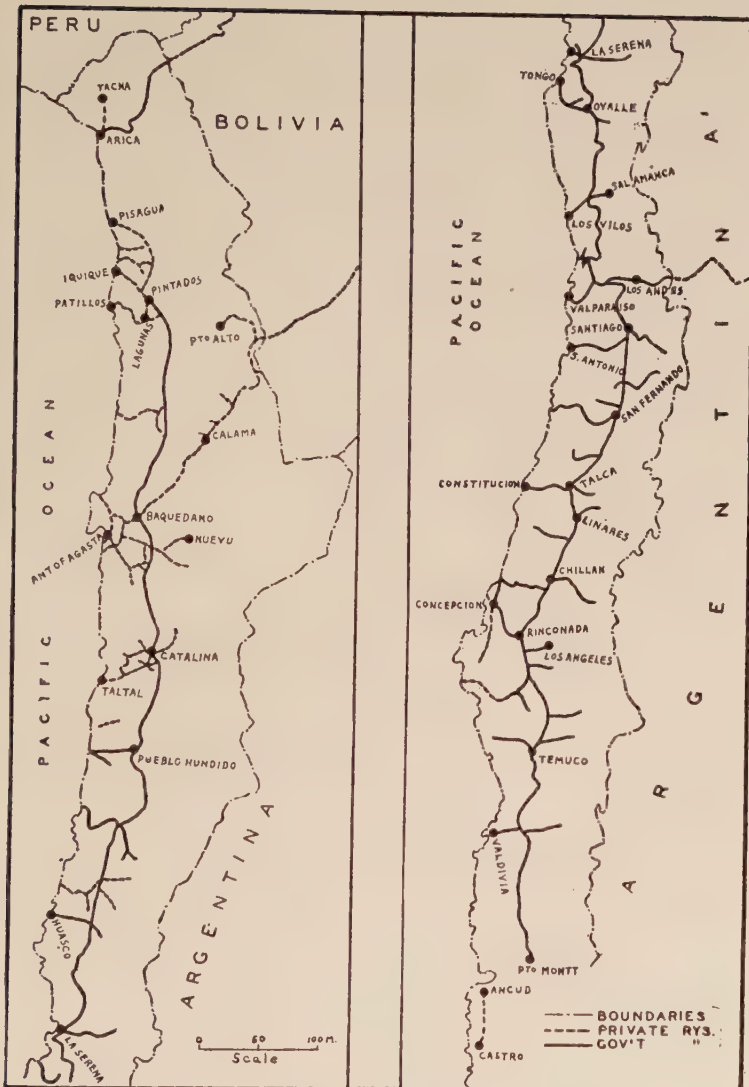 PERU
TACNA
BOLIVIA
ARICA
PISAGUA
IQUIQUE
PINTADOS
PATILLOS
LAGUNAS
PTO ALTO
PACIFIC OCEAN
CALAMA
BAQUEDANO
ANTOFAGASTA
NUEVU
CATALINA
TALTAL
PUEBLO HUNDIDO
ARGENTINA
HUASCO
LA SERENA
0 50 100 M.
Scale
LA SERENA
TONGO
OVALLE
SALAMANCA
LOS VILOS
PACIFIC
OCEAN
LOS ANDES
VALPARAISO
SANTIAGO
S. ANTONIO
SAN FERNANDO
CONSTITUCION
TALCA
LINARES
CHILLAN
CONCEPCION
RINCONADA
LOS ANGELES
TEMUCO
VALDIVIA
PTO MONTT
ANCUD
CASTRO
ARGENTINA
BOUNDARIES
PRIVATE RYS.
GOV'T "